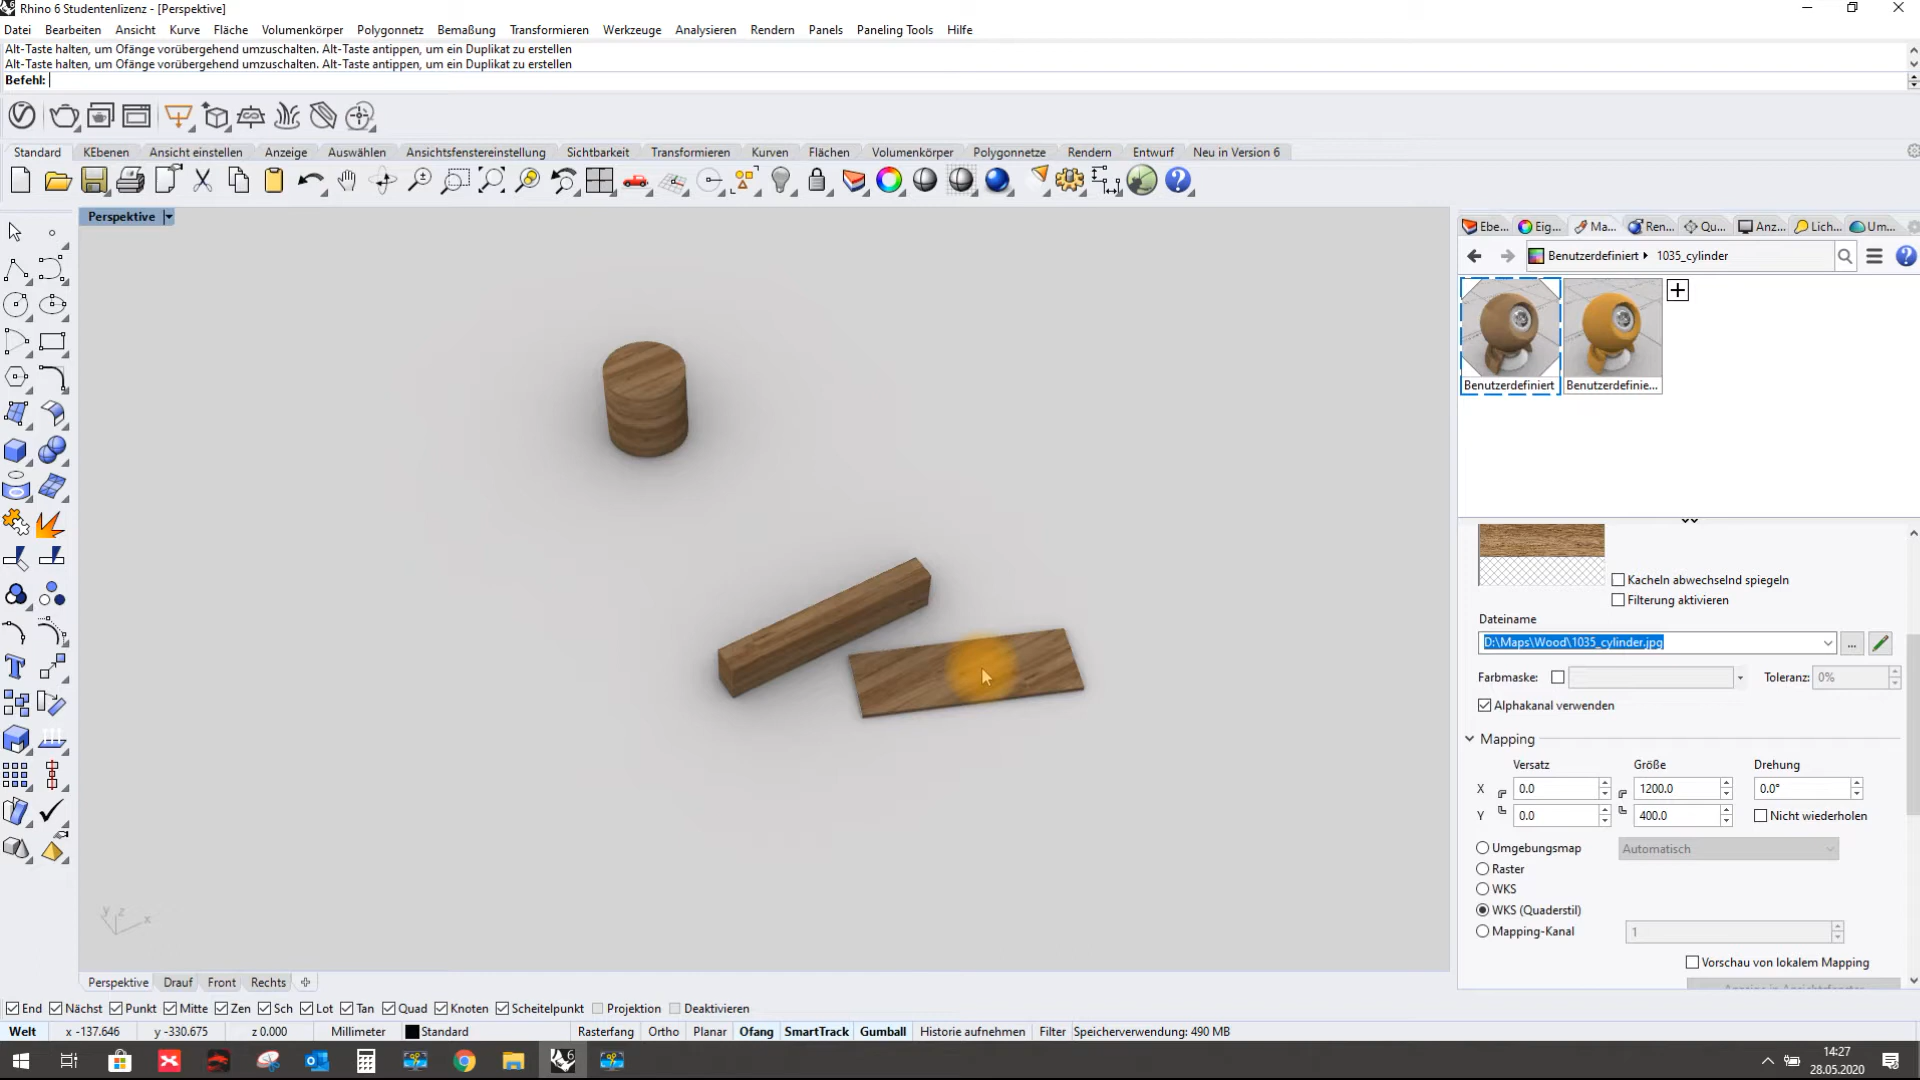 Rhino 6 Studentenlizenz - [Perspektive]
Datei Bearbeiten Ansicht Kurve Fläche Volumenkörper Polygonnetz Bemaßung Transformieren Werkzeuge Analysieren Rendern Panels Paneling Tools Hilfe
Alt-Taste halten, um Ofänge vorübergehend umzuschalten. Alt-Taste antippen, um ein Duplikat zu erstellen
Alt-Taste halten, um Ofänge vorübergehend umzuschalten. Alt-Taste antippen, um ein Duplikat zu erstellen
Befehl:
Standard KEbenen Ansicht einstellen Anzeige Auswählen Ansichtsfenstereinstellung Sichtbarkeit Transformieren Kurven Flächen Volumenkörper Polygonnetze Rendern Entwurf Neu in Version 6
Perspektive
Ebe... Eig... Ma... Ren... Qu... Anz... Lich... Um...
Benutzerdefiniert 1035_cylinder
Benutzerdefiniert Benutzerdefinie...
Kacheln abwechselnd spiegeln
Filterung aktivieren
Dateiname
D:\Maps\Wood\1035_cylinder.jpg ...
Farbmaske: Toleranz: 0%
Alphakanal verwenden
Mapping
Versatz Größe Drehung
X 0.0 1200.0 0.0°
Y 0.0 400.0 Nicht wiederholen
Umgebungsmap Automatisch
Raster
WKS
WKS (Quaderstil)
Mapping-Kanal 1
Vorschau von lokalem Mapping
y z x
Perspektive Drauf Front Rechts
End Nächst Punkt Mitte Zen Sch Lot Tan Quad Knoten Scheitelpunkt Projektion Deaktivieren
Welt x -137.646 y -330.675 z 0.000 Millimeter Standard Rasterfang Ortho Planar Ofang SmartTrack Gumball Historie aufnehmen Filter Speicherverwendung: 490 MB
14:27
28.05.2020